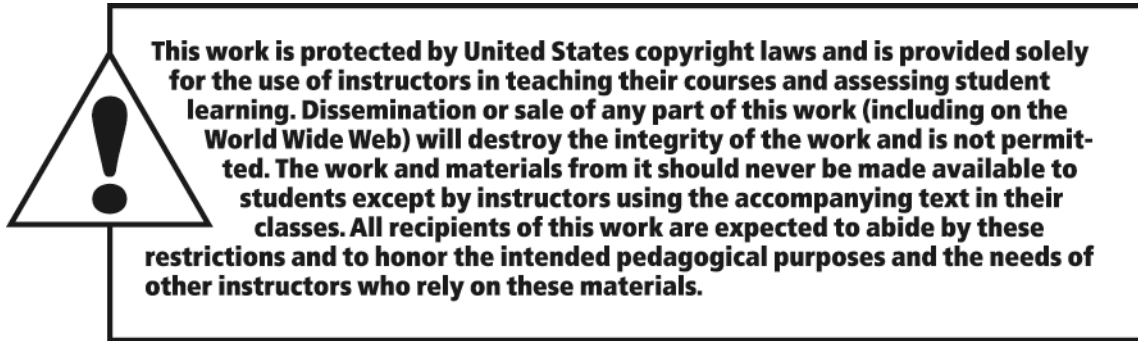 This work is protected by United States copyright laws and is provided solely
for the use of instructors in teaching their courses and assessing student
learning. Dissemination or sale of any part of this work (including on the
World Wide Web) will destroy the integrity of the work and is not permit-
ted. The work and materials from it should never be made available to
students except by instructors using the accompanying text in their
classes. All recipients of this work are expected to abide by these
restrictions and to honor the intended pedagogical purposes and the needs of
other instructors who rely on these materials.